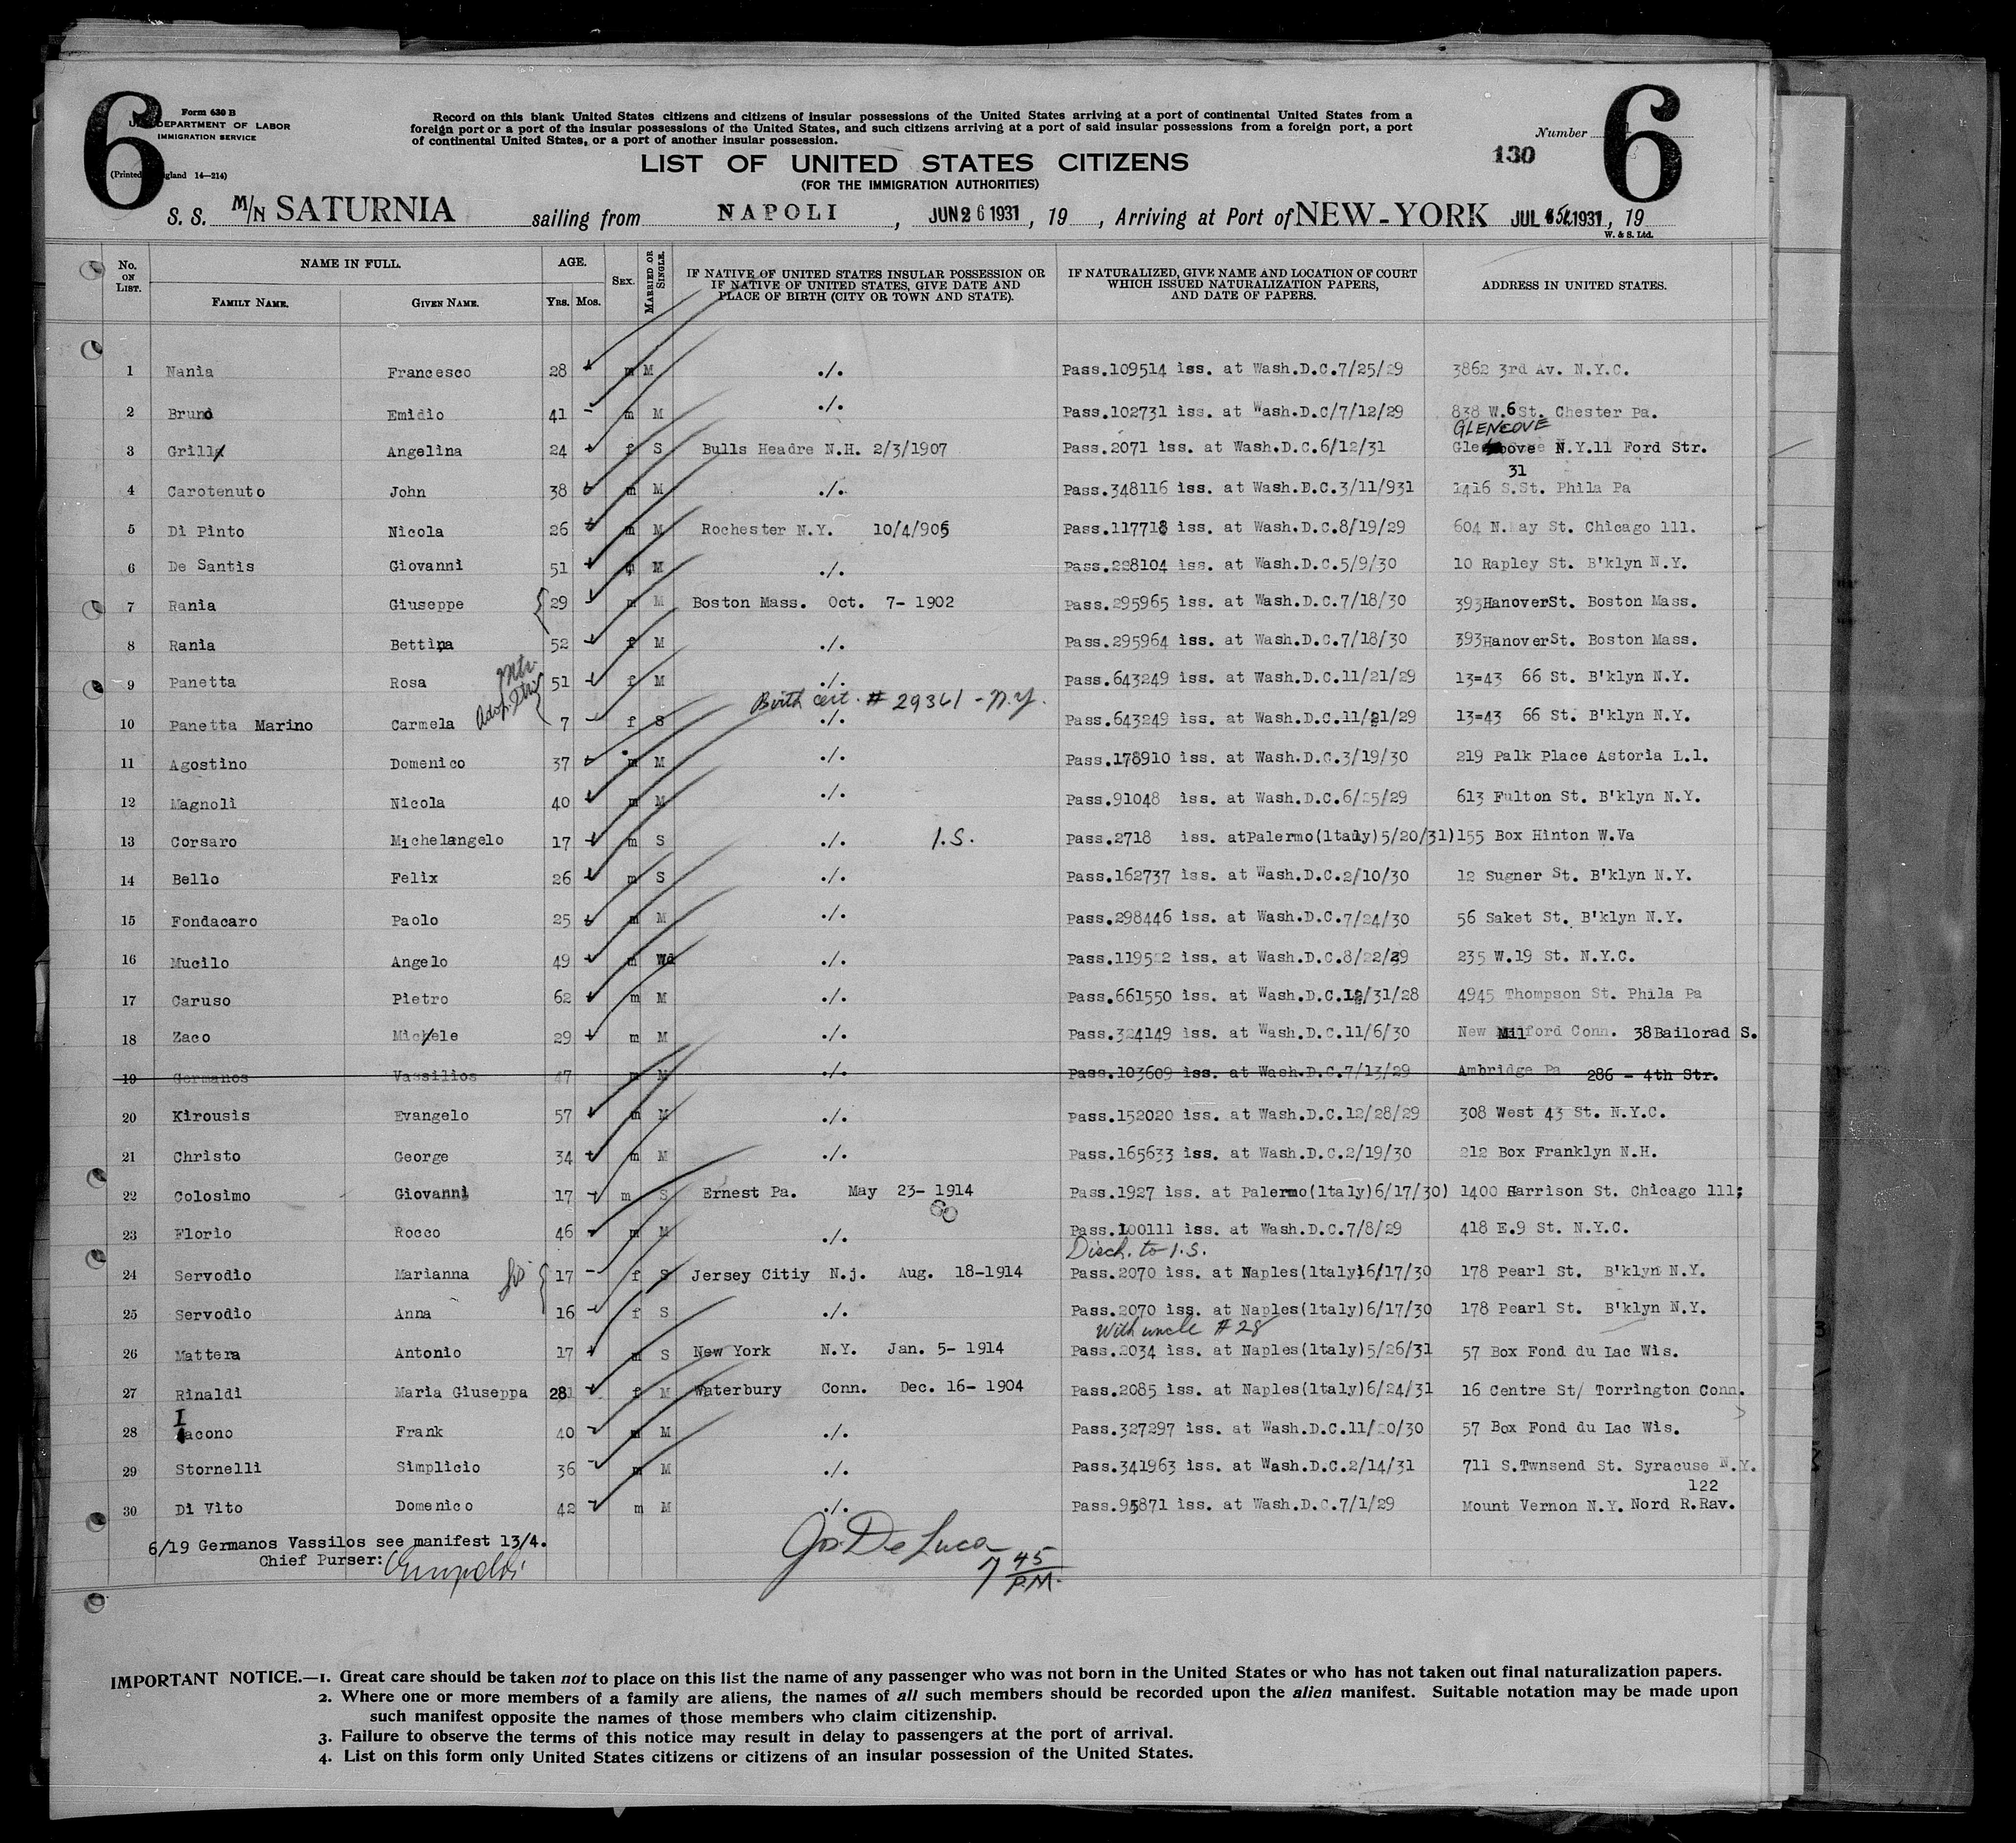 6
6
Form 630 B
U.S. DEPARTMENT OF LABOR
IMMIGRATION SERVICE
(Printed in England 14—214)
Record on this blank United States citizens and citizens of insular possessions of the United States arriving at a port of continental United States from a
foreign port or a port of the insular possessions of the United States, and such citizens arriving at a port of said insular possessions from a foreign port, a port
of continental United States, or a port of another insular possession.
Number
130
LIST OF UNITED STATES CITIZENS
(FOR THE IMMIGRATION AUTHORITIES)
S. S. M/N SATURNIA sailing from NAPOLI, JUN 26 1931, 19 , Arriving at Port of NEW-YORK JUL 1931, 19
W. & S. Ltd.
No. ON LIST. NAME IN FULL. AGE. SEX. MARRIED OR SINGLE. IF NATIVE OF UNITED STATES INSULAR POSSESSION OR IF NATIVE OF UNITED STATES, GIVE DATE AND PLACE OF BIRTH (CITY OR TOWN AND STATE). IF NATURALIZED, GIVE NAME AND LOCATION OF COURT WHICH ISSUED NATURALIZATION PAPERS, AND DATE OF PAPERS. ADDRESS IN UNITED STATES.
FAMILY NAME. GIVEN NAME. YRS. MOS.
1 Nania Francesco 28 m M ./. Pass.109514 iss. at Wash.D.C.7/25/29 3862 3rd Av. N.Y.C.
2 Bruno Emidio 41 m M ./. Pass.102731 iss. at Wash.D.C/7/12/29 838 W.6St. Chester Pa.
GLENCOVE
3 Grill Angelina 24 f S Bulls Headre N.H. 2/3/1907 Pass.2071 iss. at Wash.D.C.6/12/31 N.Y.11 Ford Str.
31
4 Carotenuto John 38 m M ./. Pass.348116 iss. at Wash.D.C.3/11/931 1416 S.St. Phila Pa
5 Di Pinto Nicola 26 m M Rochester N.Y. 10/4/905 Pass.117718 iss. at Wash.D.C.8/19/29 604 N. ay St. Chicago 111.
6 De Santis Giovanni 51 m M ./. Pass.228104 iss. at Wash.D.C.5/9/30 10 Rapley St. B'klyn N.Y.
7 Rania Giuseppe 29 m M Boston Mass. Oct. 7- 1902 Pass.295965 iss. at Wash.D.C.7/18/30 393HanoverSt. Boston Mass.
8 Rania Bettina 52 f M ./. Pass.295964 iss. at Wash.D.C.7/18/30 393HanoverSt. Boston Mass.
9 Panetta Rosa 51 f M ./. Pass.643249 iss. at Wash.D.C.11/21/29 13=43 66 St. B'klyn N.Y.
Birth cert. # 29361 - N.Y.
10 Panetta Marino Carmela 7 f S ./. Pass.643249 iss. at Wash.D.C.11/21/29 13=43 66 St. B'klyn N.Y.
11 Agostino Domenico 37 m M ./. Pass.178910 iss. at Wash.D.C.3/19/30 219 Palk Place Astoria L.l.
12 Magnoli Nicola 40 m M ./. Pass.91048 iss. at Wash.D.C.6/25/29 613 Fulton St. B'klyn N.Y.
13 Corsaro Michelangelo 17 m S ./. I.S. Pass.2718 iss. atPalermo(ltaly)5/20/31)155 Box Hinton W.Va
14 Bello Felix 26 m S ./. Pass.162737 iss. at Wash.D.C.2/10/30 12 Sugner St. B'klyn N.Y.
15 Fondacaro Paolo 25 m M ./. Pass.298446 iss. at Wash.D.C.7/24/30 56 Saket St. B'klyn N.Y.
16 Mucilo Angelo 49 m Wd ./. Pass.119522 iss. at Wash.D.C.8/22/29 235 W.19 St. N.Y.C.
17 Caruso Pietro 62 m M ./. Pass.661550 iss. at Wash.D.C.12/31/28 4945 Thompson St. Phila Pa
18 Zaco Michele 29 m M ./. Pass.324149 iss. at Wash.D.C.11/6/30 New Milford Conn. 38Bailorad S.
19 Germanos Vassilios 47 m M ./. Pass.103609 iss. at Wash.D.C.7/13/29 Ambridge Pa 286 - 4th Str.
20 Kirousis Evangelo 57 m M ./. Pass.152020 iss. at Wash.D.C.12/28/29 308 West 43 St. N.Y.C.
21 Christo George 34 m M ./. Pass.165633 iss. at Wash.D.C.2/19/30 212 Box Franklyn N.H.
22 Colosimo Giovanni 17 m S Ernest Pa. May 23- 1914 Pass.1927 iss. at Palermo(ltaly)6/17/30) 1400 Harrison St. Chicago 111;
23 Florio Rocco 46 m M ./. Pass.100111 iss. at Wash.D.C.7/8/29 418 E.9 St. N.Y.C.
Disch. to I.S.
24 Servodio Marianna 17 f S Jersey Citiy N.j. Aug. 18-1914 Pass.2070 iss. at Naples(ltaly)6/17/30 178 Pearl St. B'klyn N.Y.
25 Servodio Anna 16 f S ./. Pass.2070 iss. at Naples(ltaly)6/17/30 178 Pearl St. B'klyn N.Y.
With uncle # 28
26 Mattera Antonio 17 m S New York N.Y. Jan. 5- 1914 Pass.2034 iss. at Naples(ltaly)5/26/31 57 Box Fond du Lac Wis.
27 Rinaldi Maria Giuseppa 28 f M Waterbury Conn. Dec. 16- 1904 Pass.2085 iss. at Naples(ltaly)6/24/31 16 Centre St/ Torrington Conn.
28 Iacono Frank 40 m M ./. Pass.327297 iss. at Wash.D.C.11/20/30 57 Box Fond du Lac Wis.
29 Stornelli Simplicio 36 m M ./. Pass.341963 iss. at Wash.D.C.2/14/31 711 S.Twnsend St. Syracuse N.Y.
122
30 Di Vito Domenico 42 m M ./. Pass.95871 iss. at Wash.D.C.7/1/29 Mount Vernon N.Y. Nord R.Rav.
6/19 Germanos Vassilos see manifest 13/4.
Chief Purser:
Jos. De Luca
7 45 P.M.
IMPORTANT NOTICE.—1. Great care should be taken not to place on this list the name of any passenger who was not born in the United States or who has not taken out final naturalization papers.
2. Where one or more members of a family are aliens, the names of all such members should be recorded upon the alien manifest. Suitable notation may be made upon
such manifest opposite the names of those members who claim citizenship.
3. Failure to observe the terms of this notice may result in delay to passengers at the port of arrival.
4. List on this form only United States citizens or citizens of an insular possession of the United States.